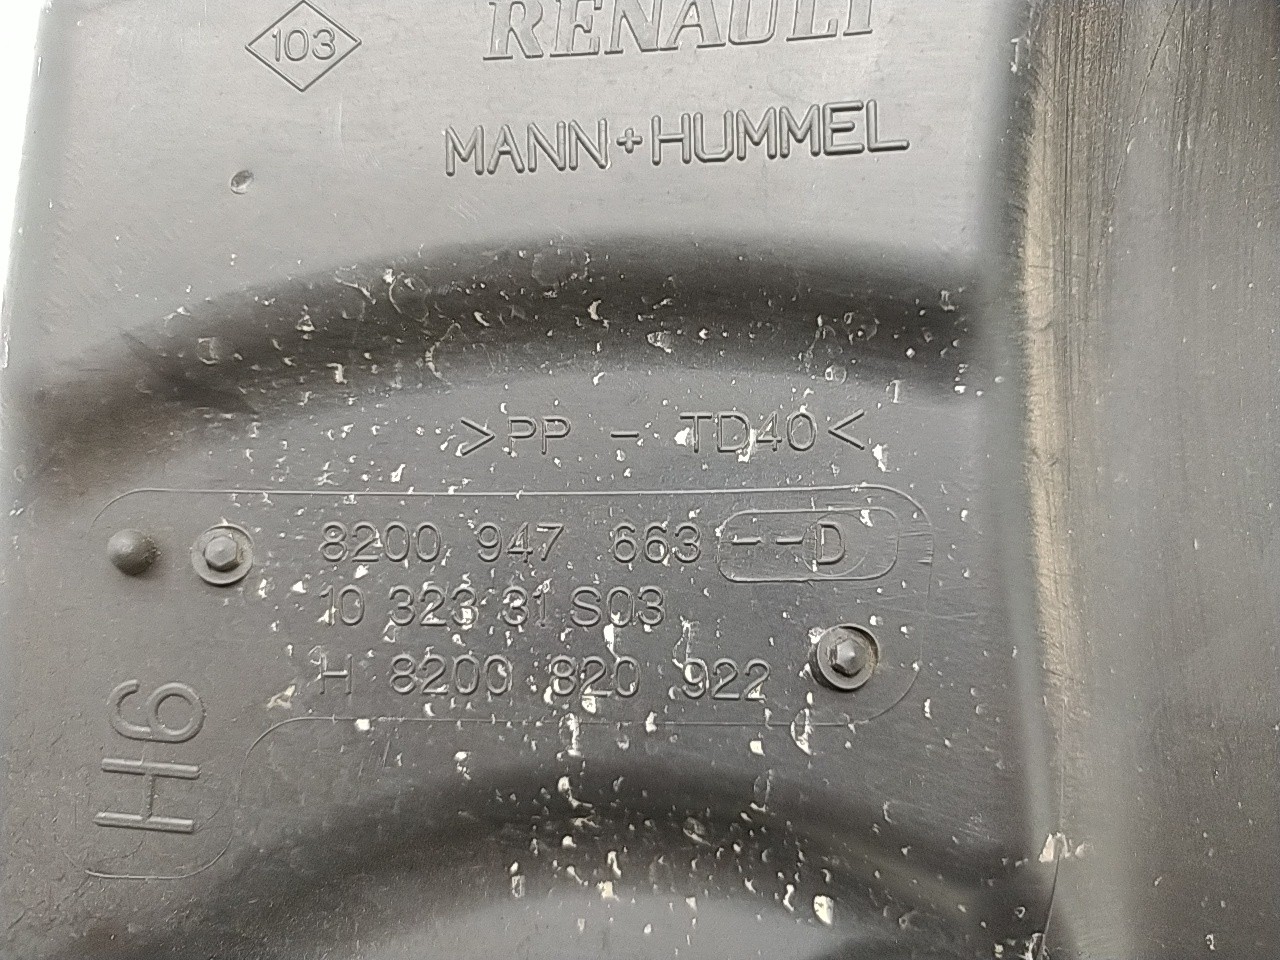 103
RENAULT
MANN+HUMMEL
>PP - TD40<
8200 947 663 --D
10 323 31 S03
H 8200 820 922
H6